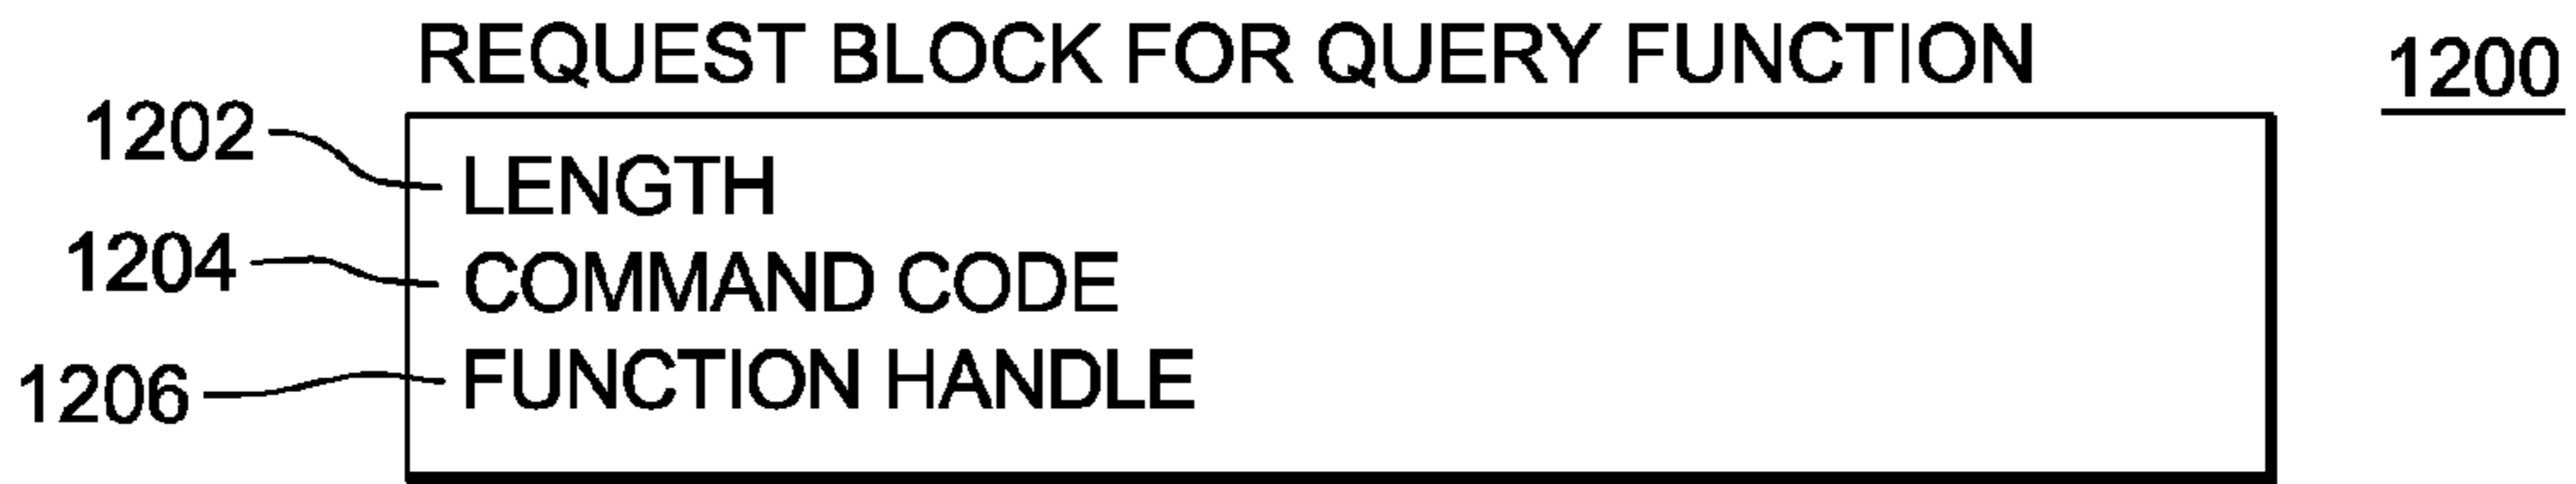 REQUEST BLOCK FOR QUERY FUNCTION 1200
1202 LENGTH
1204 COMMAND CODE
1206 FUNCTION HANDLE